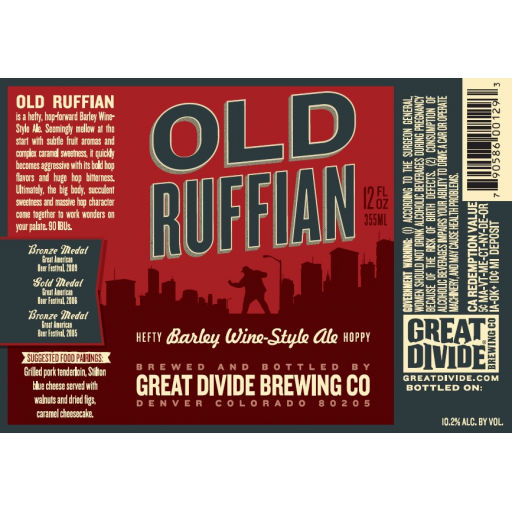 OLD RUFFIAN
is a hefty, hop-forward Barley Wine-
Style Ale. Seemingly mellow at the
start with subtle fruit aromas and
complex caramel sweetness, it quickly
becomes aggressive with its bold hop
flavors and huge hop bitterness.
Ultimately, the big body, succulent
sweetness and massive hop character
come together to work wonders on
your palate. 90 IBUs.
Bronze Medal
Great American
Beer Festival, 2009
Gold Medal
Great American
Beer Festival, 2006
Bronze Medal
Great American
Beer Festival, 2005
SUGGESTED FOOD PAIRINGS:
Grilled pork tenderloin, Stilton
blue cheese served with
walnuts and dried figs,
caramel cheesecake.
OLD
RUFFIAN
12 FL
OZ
355ML
HEFTY Barley Wine-Style Ale HOPPY
BREWED AND BOTTLED BY
GREAT DIVIDE BREWING CO
DENVER COLORADO 80205
GOVERNMENT WARNING: (1) ACCORDING TO THE SURGEON GENERAL,
WOMEN SHOULD NOT DRINK ALCOHOLIC BEVERAGES DURING PREGNANCY
BECAUSE OF THE RISK OF BIRTH DEFECTS. (2) CONSUMPTION OF
ALCOHOLIC BEVERAGES IMPAIRS YOUR ABILITY TO DRIVE A CAR OR OPERATE
MACHINERY, AND MAY CAUSE HEALTH PROBLEMS.
CA REDEMPTION VALUE
5¢ MA-VT-ME-CT-NY-DE-OR
IA-OK+ 10¢ MI DEPOSIT
7 90586 00129 3
GREAT
DIVIDE
BREWING CO
GREATDIVIDE.COM
BOTTLED ON:
10.2% ALC. BY VOL.